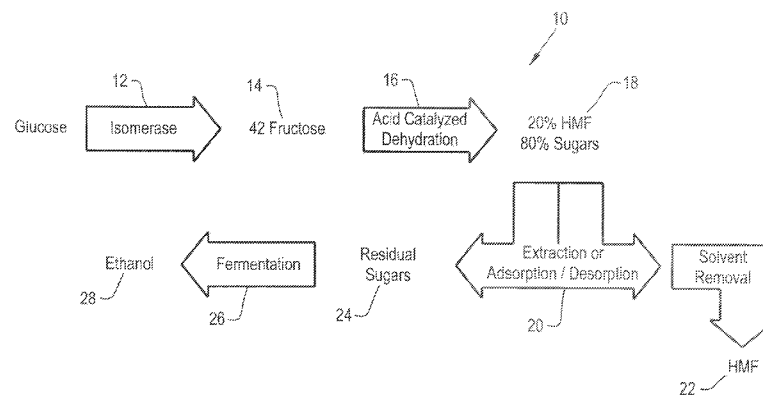 10
12
14
16
18
Glucose
Isomerase
42 Fructose
Acid Catalyzed
Dehydration
20% HMF
80% Sugars
Ethanol
Fermentation
Residual
Sugars
Extraction or
Adsorption / Desorption
Solvent
Removal
28
26
24
20
22
HMF